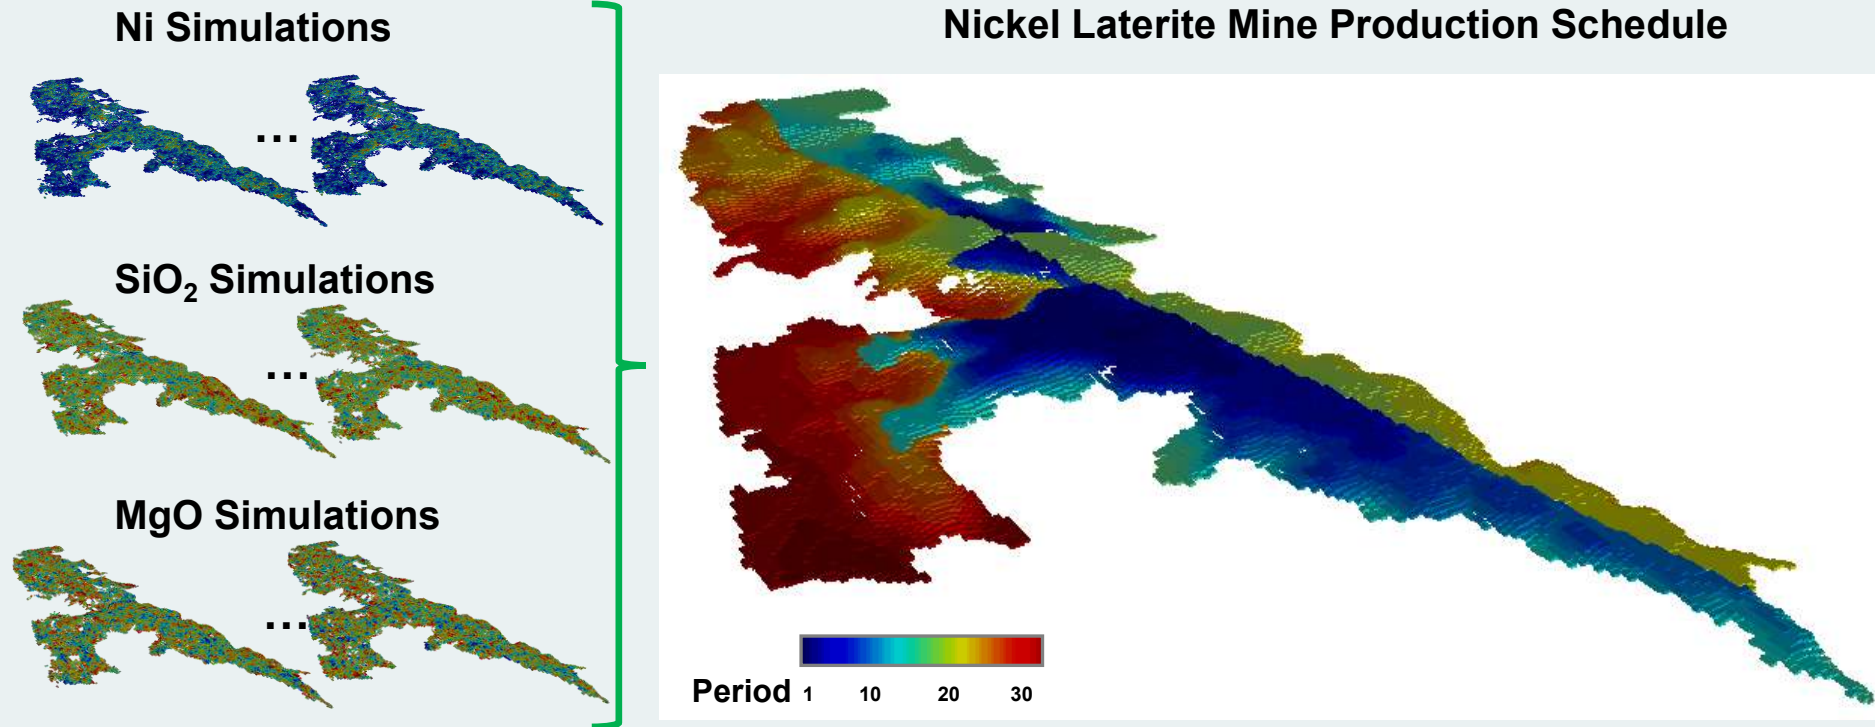 Ni Simulations
...
SiO₂ Simulations
...
MgO Simulations
...
Nickel Laterite Mine Production Schedule
Period 1 10 20 30